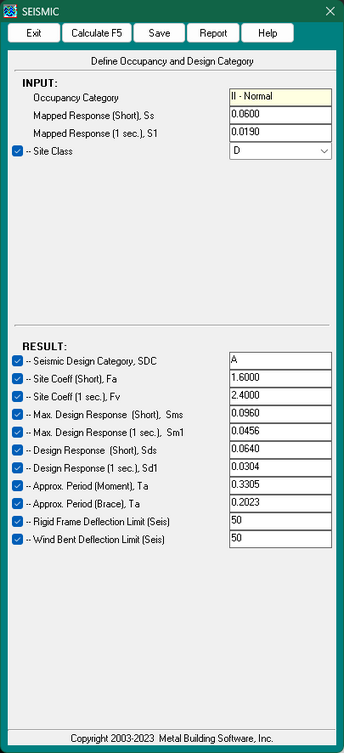 SEISMIC
Exit Calculate F5 Save Report Help
Define Occupancy and Design Category
INPUT:
Occupancy Category II - Normal
Mapped Response (Short), Ss 0.0600
Mapped Response (1 sec.), S1 0.0190
-- Site Class D
RESULT:
-- Seismic Design Category, SDC A
-- Site Coeff (Short), Fa 1.6000
-- Site Coeff (1 sec.), Fv 2.4000
-- Max. Design Response (Short), Sms 0.0960
-- Max. Design Response (1 sec.), Sm1 0.0456
-- Design Response (Short), Sds 0.0640
-- Design Response (1 sec.), Sd1 0.0304
-- Approx. Period (Moment), Ta 0.3305
-- Approx. Period (Brace), Ta 0.2023
-- Rigid Frame Deflection Limit (Seis) 50
-- Wind Bent Deflection Limit (Seis) 50
Copyright 2003-2023 Metal Building Software, Inc.